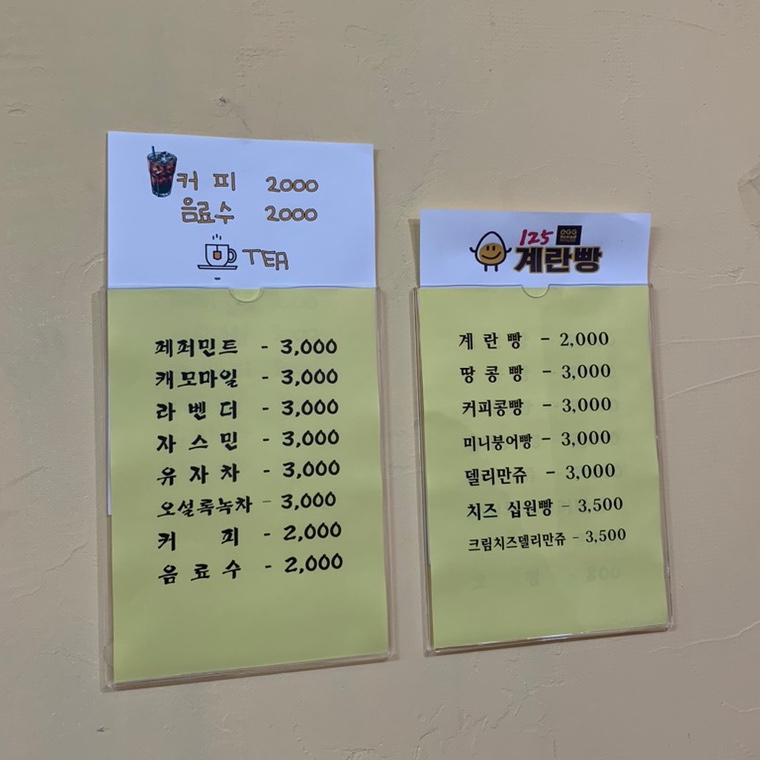 커 피 2000
음료수 2000
TEA
페퍼민트 - 3,000
캐모마일 - 3,000
라 벤 더 - 3,000
자 스 민 - 3,000
유 자 차 - 3,000
오설록녹차 - 3,000
커 피 - 2,000
음 료 수 - 2,000
125 EGG
계란빵
계 란 빵 - 2,000
땅 콩 빵 - 3,000
커피콩빵 - 3,000
미니붕어빵 - 3,000
델리만쥬 - 3,000
치즈 십원빵 - 3,500
크림치즈델리만쥬 - 3,500